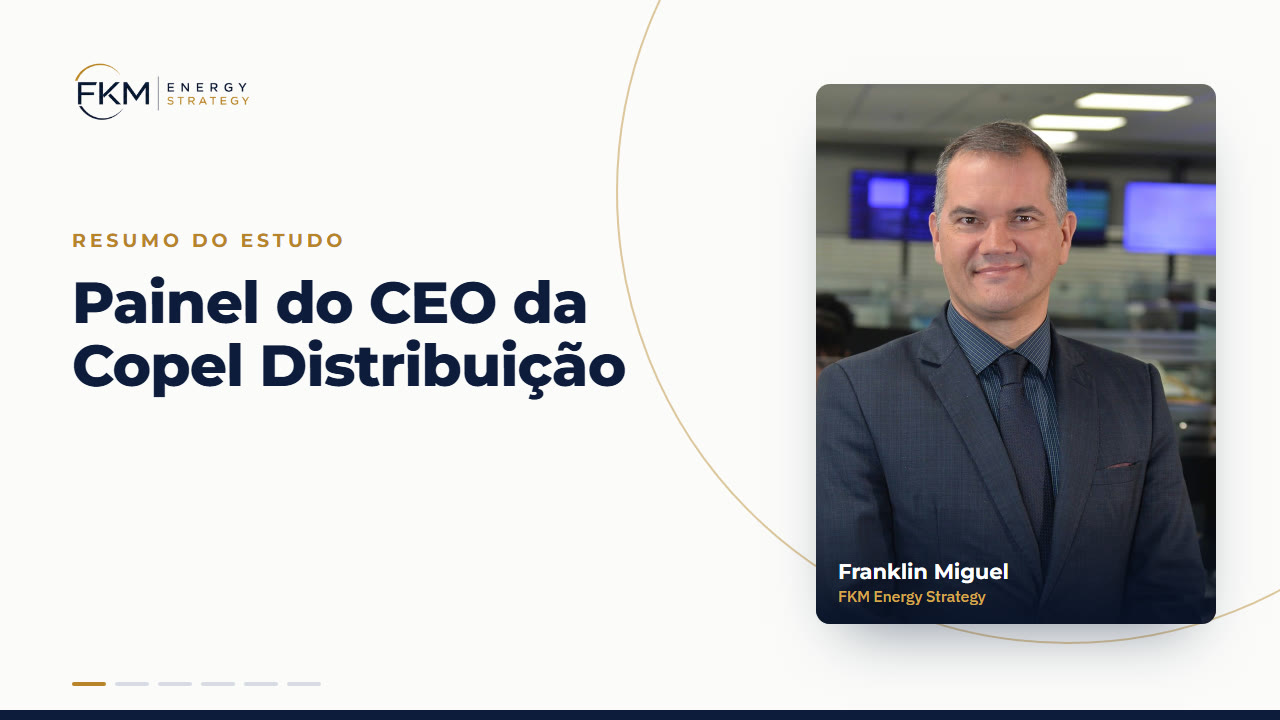 FKM
ENERGY
STRATEGY
RESUMO DO ESTUDO
Painel do CEO da
Copel Distribuição
Franklin Miguel
FKM Energy Strategy